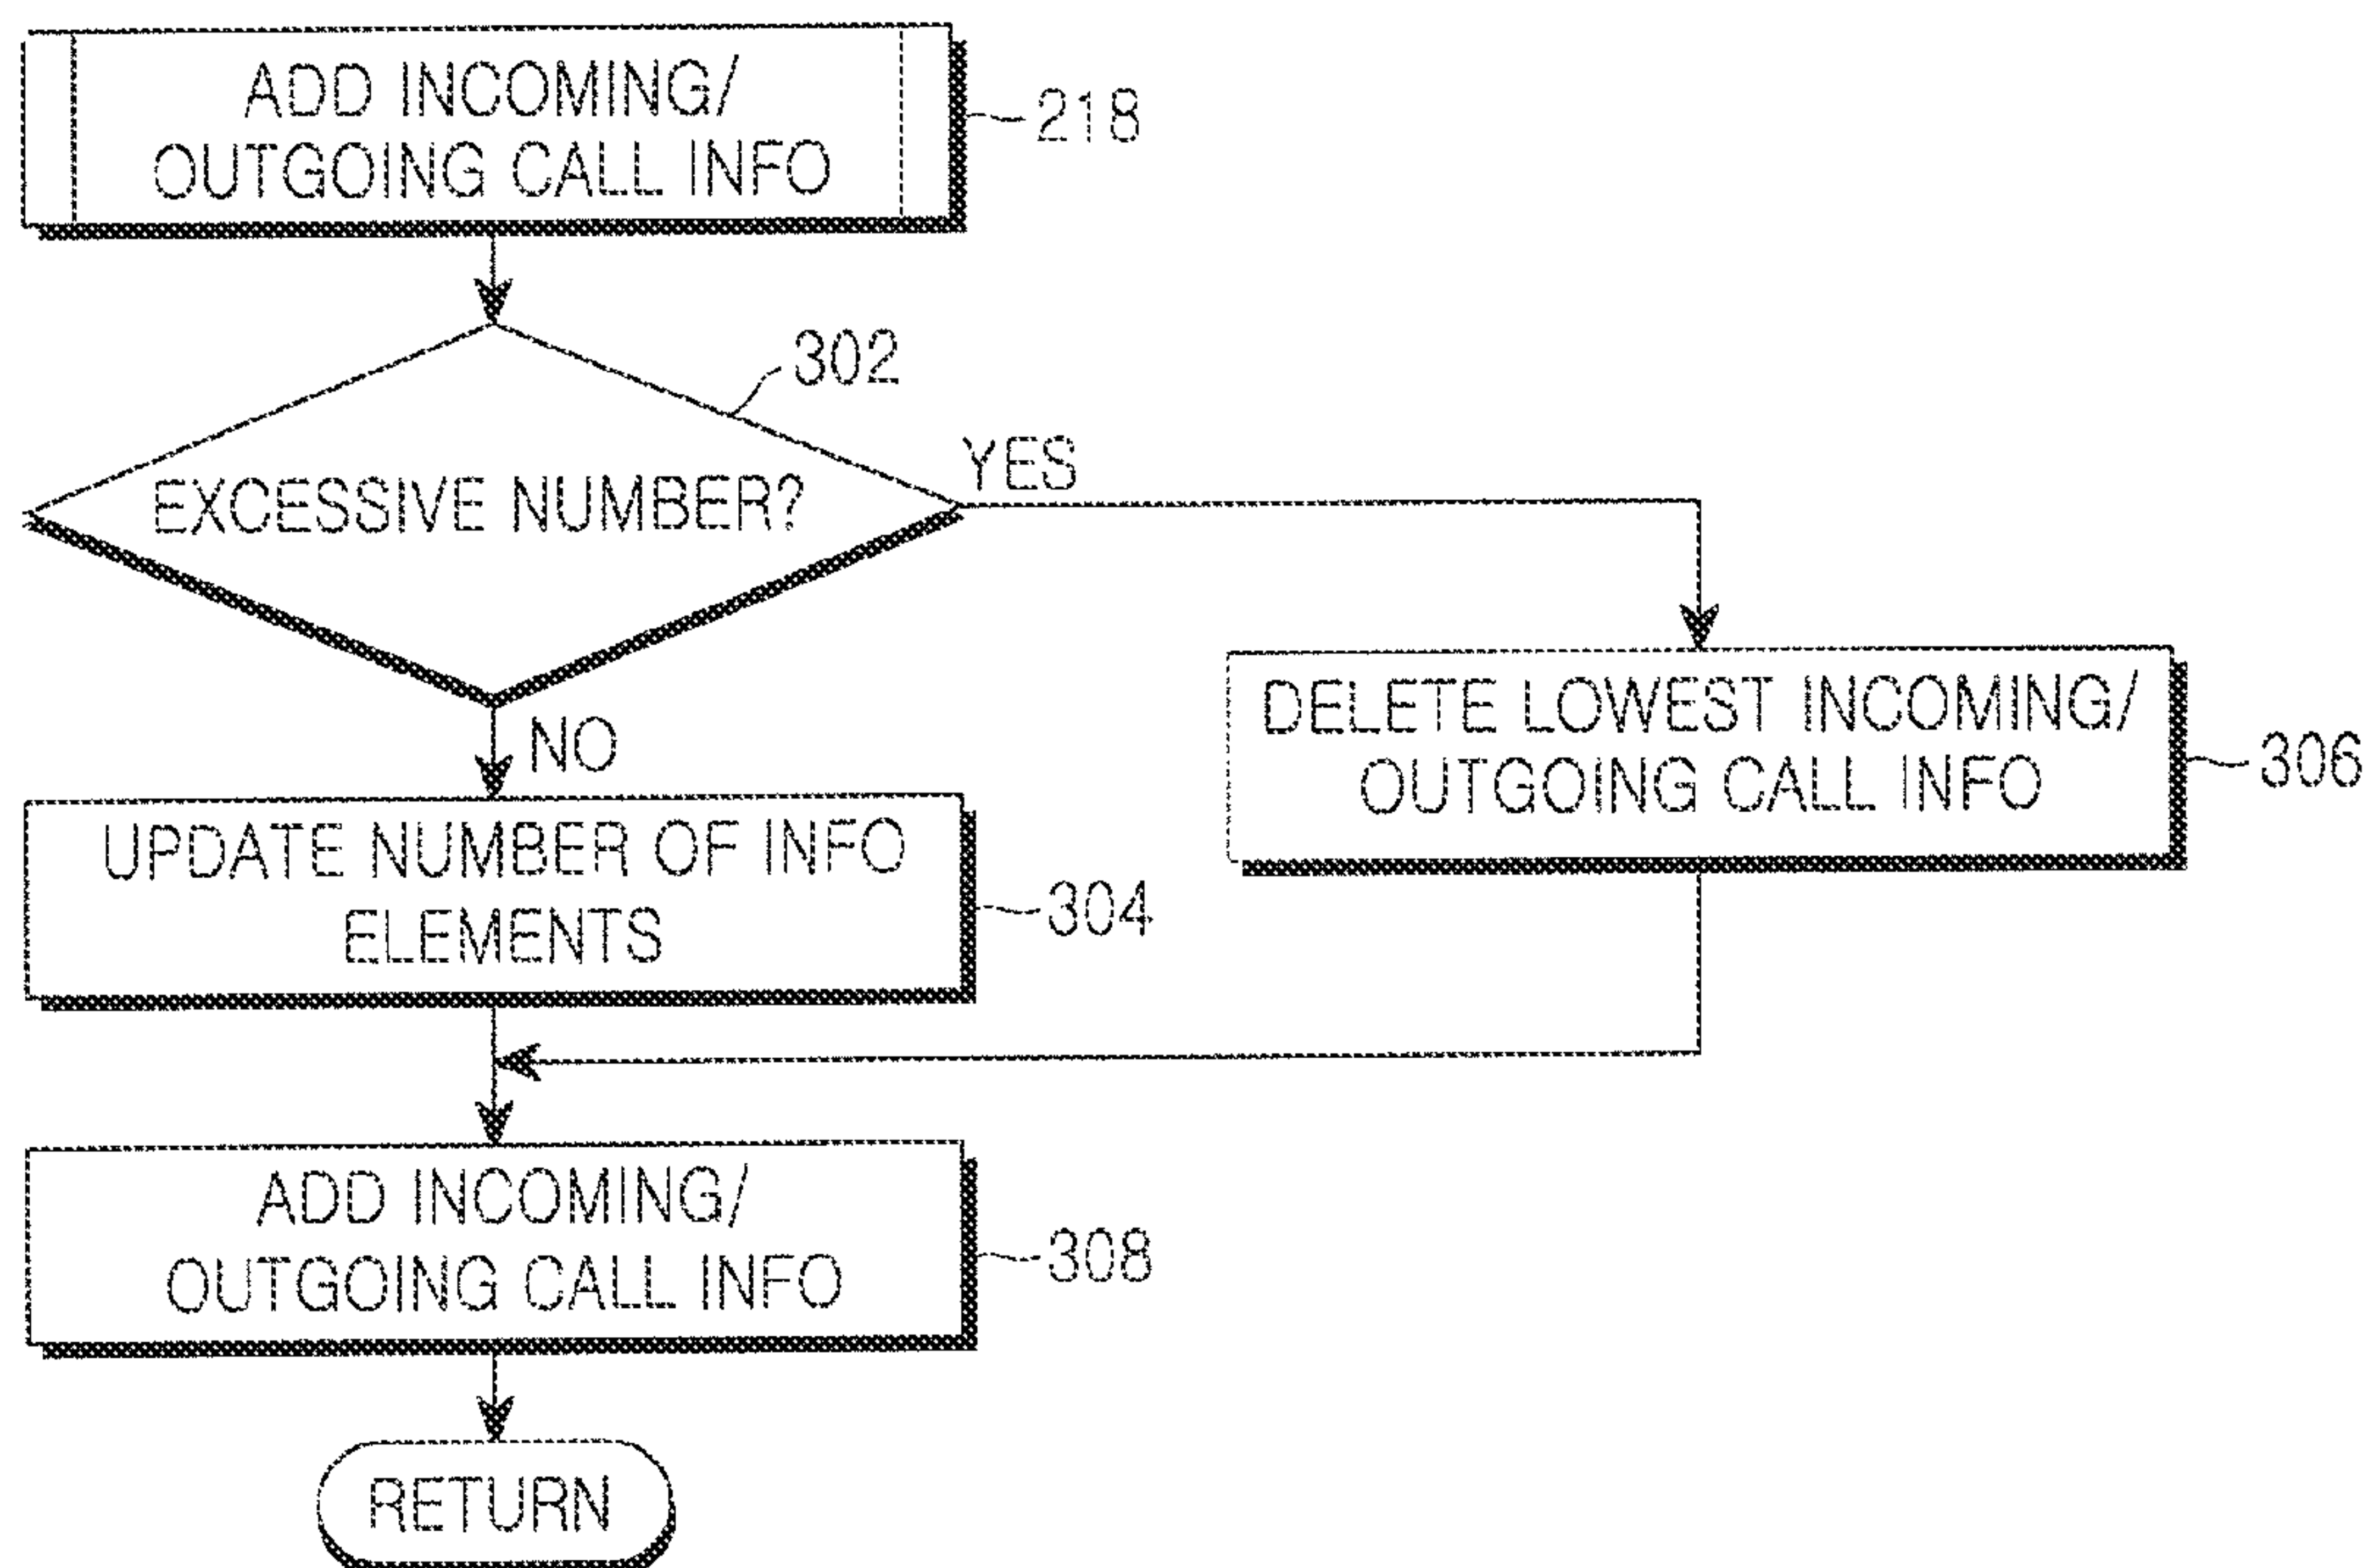 ADD INCOMING/
OUTGOING CALL INFO
218
302
EXCESSIVE NUMBER?
YES
NO
DELETE LOWEST INCOMING/
OUTGOING CALL INFO
306
UPDATE NUMBER OF INFO
ELEMENTS
304
ADD INCOMING/
OUTGOING CALL INFO
308
RETURN